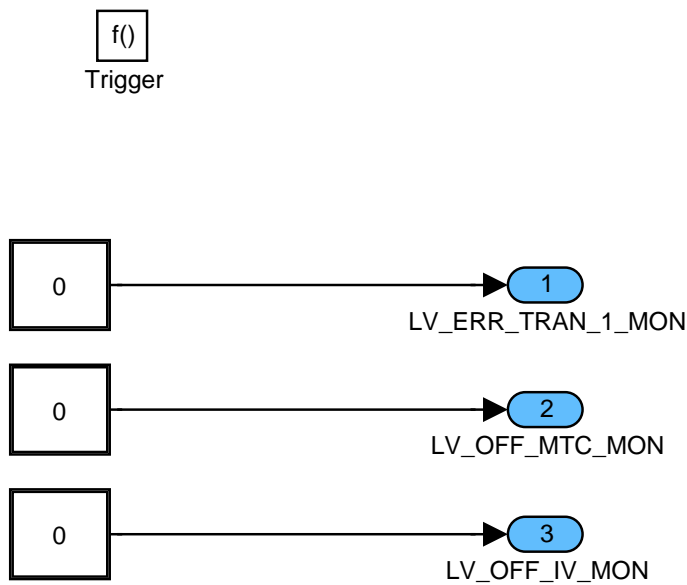 f()
Trigger
0
1
LV_ERR_TRAN_1_MON
0
2
LV_OFF_MTC_MON
0
3
LV_OFF_IV_MON